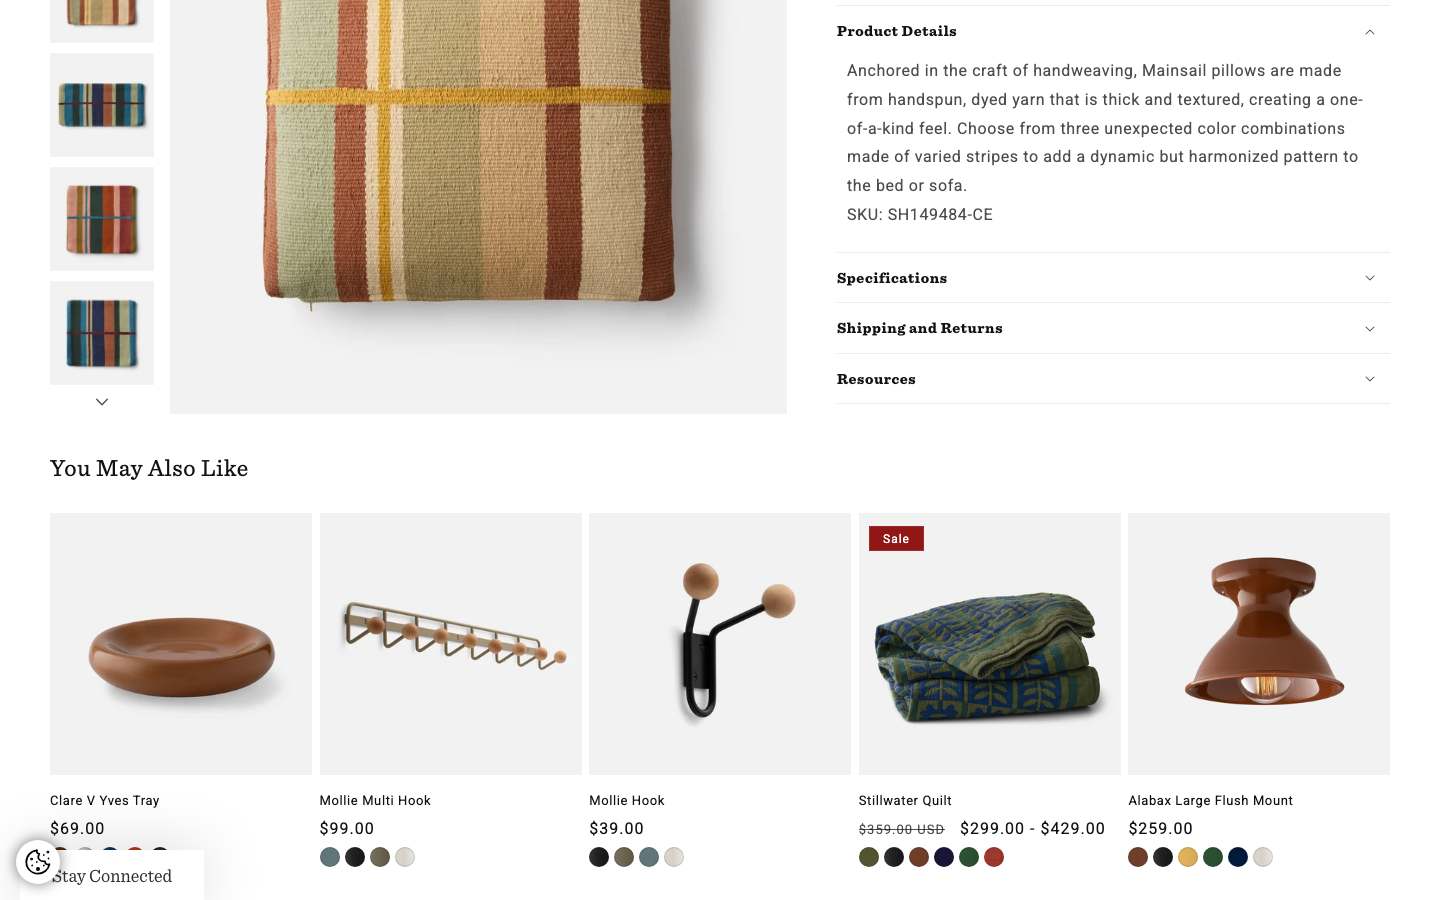 Product Details
Anchored in the craft of handweaving, Mainsail pillows are made
from handspun, dyed yarn that is thick and textured, creating a one-
of-a-kind feel. Choose from three unexpected color combinations
made of varied stripes to add a dynamic but harmonized pattern to
the bed or sofa.
SKU: SH149484-CE
Specifications
Shipping and Returns
Resources
You May Also Like
Sale
Clare V Yves Tray
$69.00
Mollie Multi Hook
$99.00
Mollie Hook
$39.00
Stillwater Quilt
$359.00 USD $299.00 - $429.00
Alabax Large Flush Mount
$259.00
Stay Connected